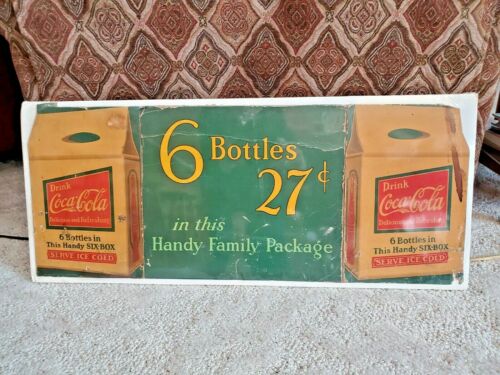 Drink
Coca-Cola
Delicious and Refreshing
6 Bottles in
This Handy SIX-BOX
SERVE ICE COLD
6 Bottles
27¢
in this
Handy Family Package
Drink
Coca-Cola
Delicious and Refreshing
6 Bottles in
This Handy SIX-BOX
SERVE ICE COLD